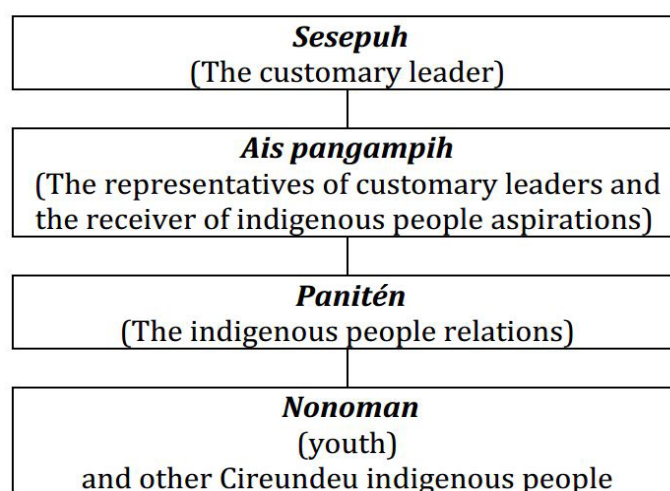 Sesepuh
(The customary leader)
Ais pangampih
(The representatives of customary leaders and
the receiver of indigenous people aspirations)
Panitén
(The indigenous people relations)
Nonoman
(youth)
and other Cireundeu indigenous people